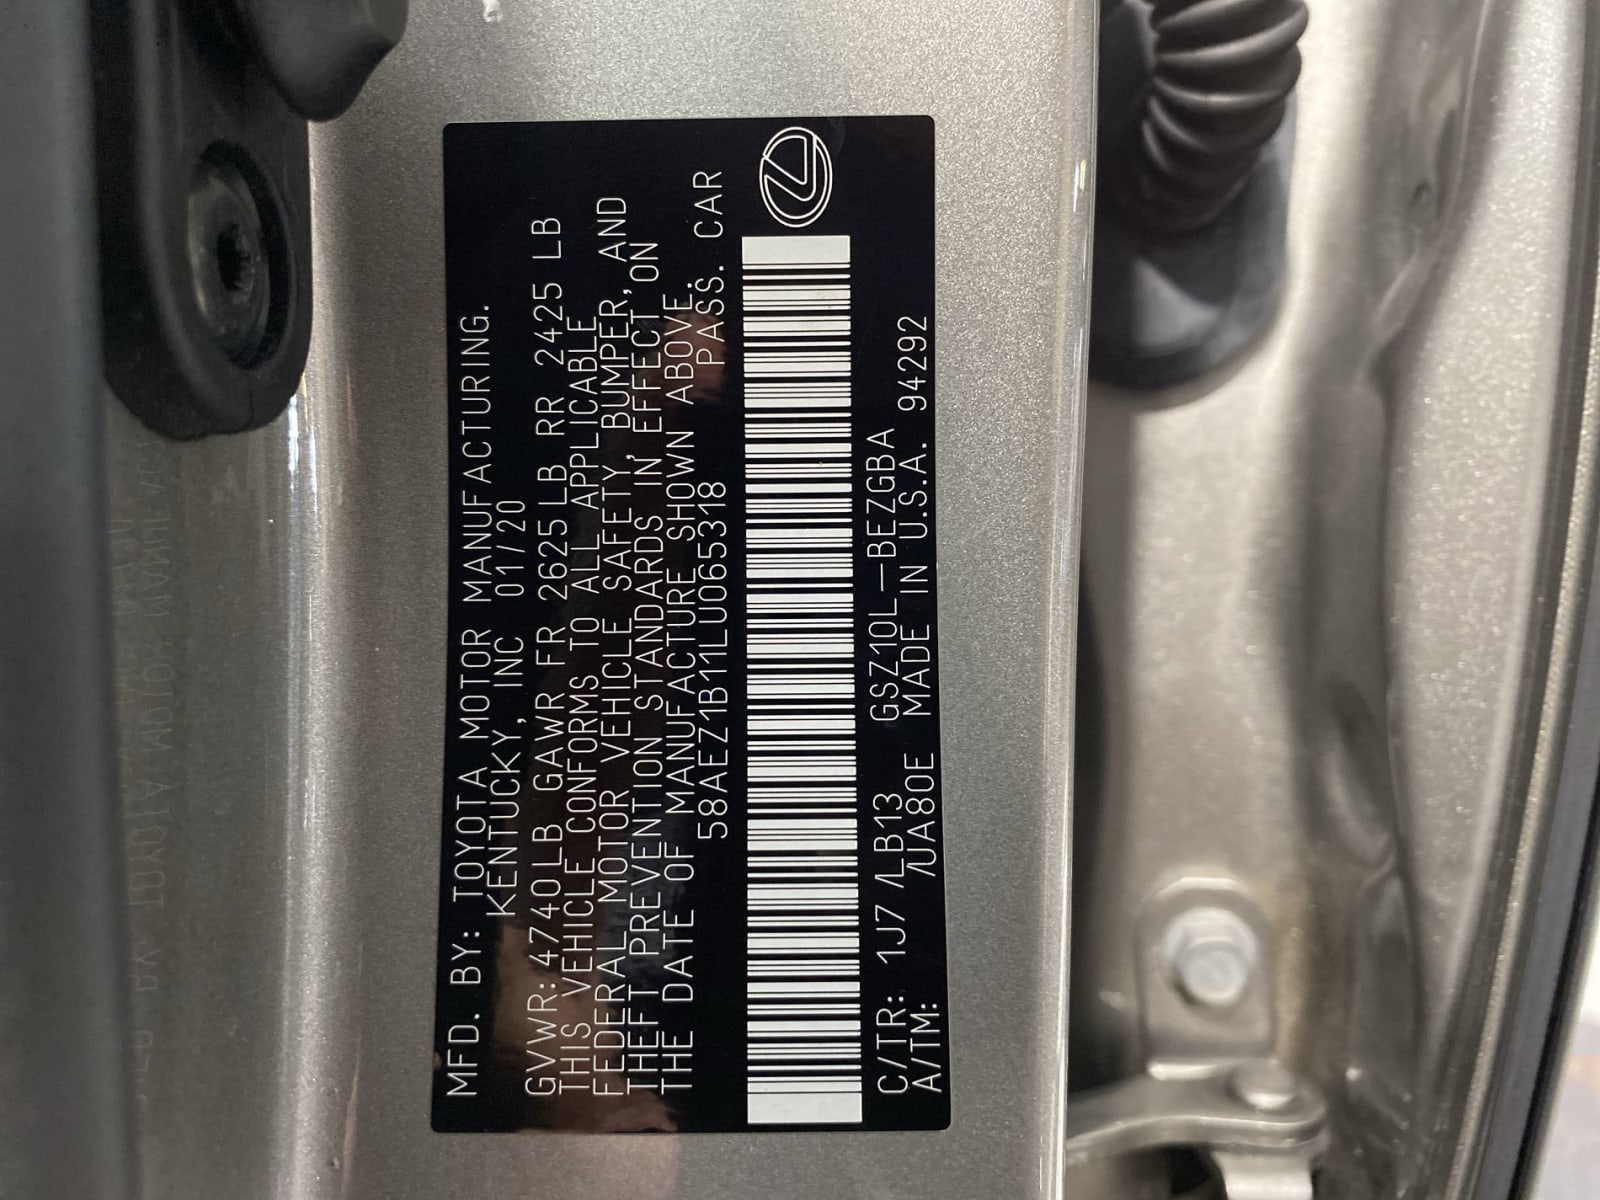 MFD. BY: TOYOTA MOTOR MANUFACTURING.
KENTUCKY, INC 01/20
GVWR: 4740LB GAWR FR 2625LB RR 2425 LB
THIS VEHICLE CONFORMS TO ALL APPLICABLE
FEDERAL MOTOR VEHICLE SAFETY, BUMPER, AND
THEFT PREVENTION STANDARDS IN EFFECT ON
THE DATE OF MANUFACTURE SHOWN ABOVE.
58AEZ1B11LU065318 PASS. CAR
C/TR: 1J7 /LB13 GSZ10L-BEZGBA
A/TM: /UA80E MADE IN U.S.A. 94292